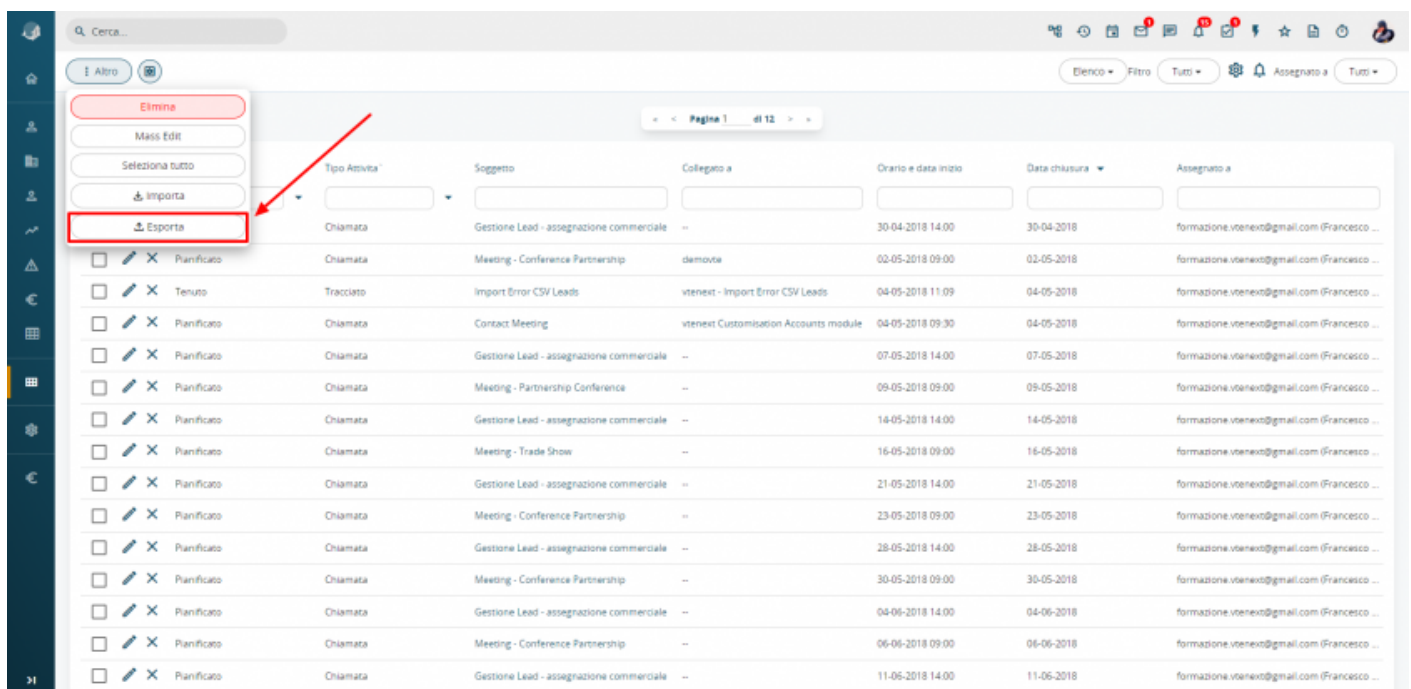 Cerca...
1
15
1
Altro
Elenco Filtro Tutti Assegnato a Tutti
Elimina
Mass Edit
Seleziona tutto
Importa
Esporta
« < Pagina 1 di 12 > »
Tipo Attivita` Soggetto Collegato a Orario e data inizio Data chiusura Assegnato a
Chiamata Gestione Lead - assegnazione commerciale -- 30-04-2018 14:00 30-04-2018 formazione.vtenext@gmail.com (Francesco ...
Pianificato Chiamata Meeting - Conference Partnership demovte 02-05-2018 09:00 02-05-2018 formazione.vtenext@gmail.com (Francesco ...
Tenuto Tracciato Import Error CSV Leads vtenext - Import Error CSV Leads 04-05-2018 11:09 04-05-2018 formazione.vtenext@gmail.com (Francesco ...
Pianificato Chiamata Contact Meeting vtenext Customisation Accounts module 04-05-2018 09:30 04-05-2018 formazione.vtenext@gmail.com (Francesco ...
Pianificato Chiamata Gestione Lead - assegnazione commerciale -- 07-05-2018 14:00 07-05-2018 formazione.vtenext@gmail.com (Francesco ...
Pianificato Chiamata Meeting - Partnership Conference -- 09-05-2018 09:00 09-05-2018 formazione.vtenext@gmail.com (Francesco ...
Pianificato Chiamata Gestione Lead - assegnazione commerciale -- 14-05-2018 14:00 14-05-2018 formazione.vtenext@gmail.com (Francesco ...
Pianificato Chiamata Meeting - Trade Show -- 16-05-2018 09:00 16-05-2018 formazione.vtenext@gmail.com (Francesco ...
Pianificato Chiamata Gestione Lead - assegnazione commerciale -- 21-05-2018 14:00 21-05-2018 formazione.vtenext@gmail.com (Francesco ...
Pianificato Chiamata Meeting - Conference Partnership -- 23-05-2018 09:00 23-05-2018 formazione.vtenext@gmail.com (Francesco ...
Pianificato Chiamata Gestione Lead - assegnazione commerciale -- 28-05-2018 14:00 28-05-2018 formazione.vtenext@gmail.com (Francesco ...
Pianificato Chiamata Meeting - Conference Partnership -- 30-05-2018 09:00 30-05-2018 formazione.vtenext@gmail.com (Francesco ...
Pianificato Chiamata Gestione Lead - assegnazione commerciale -- 04-06-2018 14:00 04-06-2018 formazione.vtenext@gmail.com (Francesco ...
Pianificato Chiamata Meeting - Conference Partnership -- 06-06-2018 09:00 06-06-2018 formazione.vtenext@gmail.com (Francesco ...
Pianificato Chiamata Gestione Lead - assegnazione commerciale -- 11-06-2018 14:00 11-06-2018 formazione.vtenext@gmail.com (Francesco ...